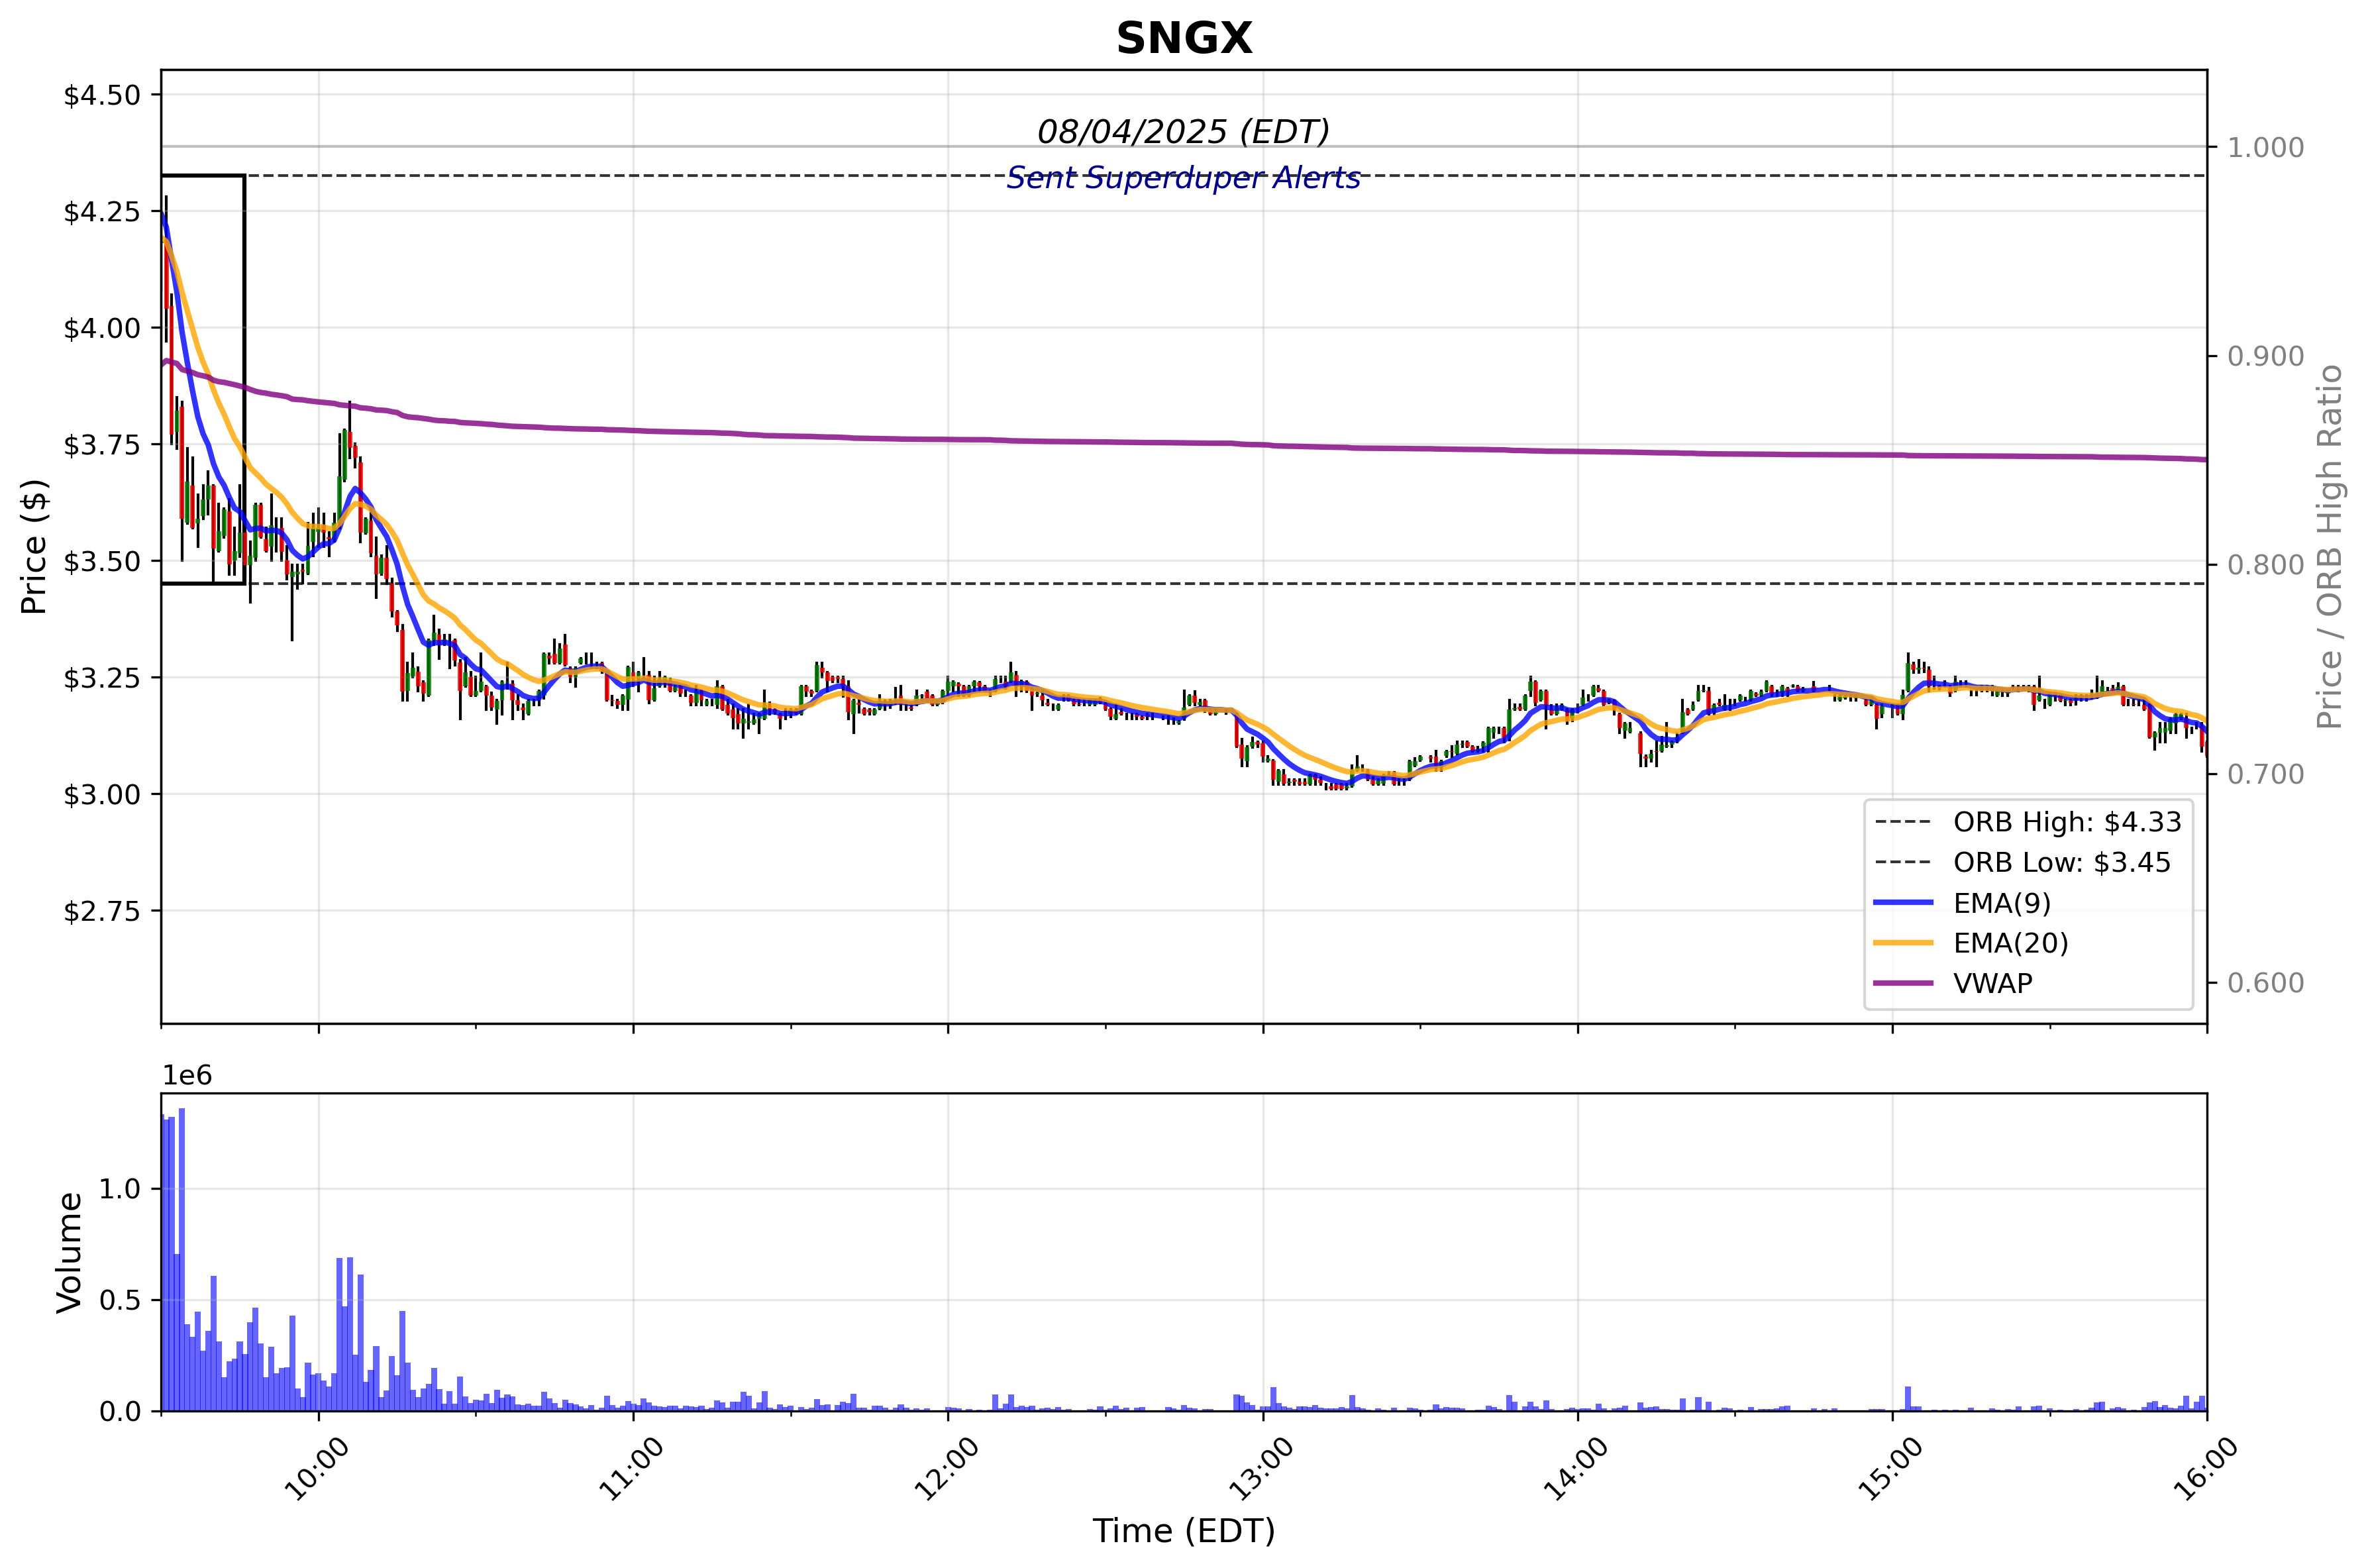 SNGX
08/04/2025 (EDT)
Sent Superduper Alerts
Price ($)
$4.50
$4.25
$4.00
$3.75
$3.50
$3.25
$3.00
$2.75
1.000
0.900
0.800
0.700
0.600
Price / ORB High Ratio
ORB High: $4.33
ORB Low: $3.45
EMA(9)
EMA(20)
VWAP
1e6
Volume
1.0
0.5
0.0
10:00
11:00
12:00
13:00
14:00
15:00
16:00
Time (EDT)